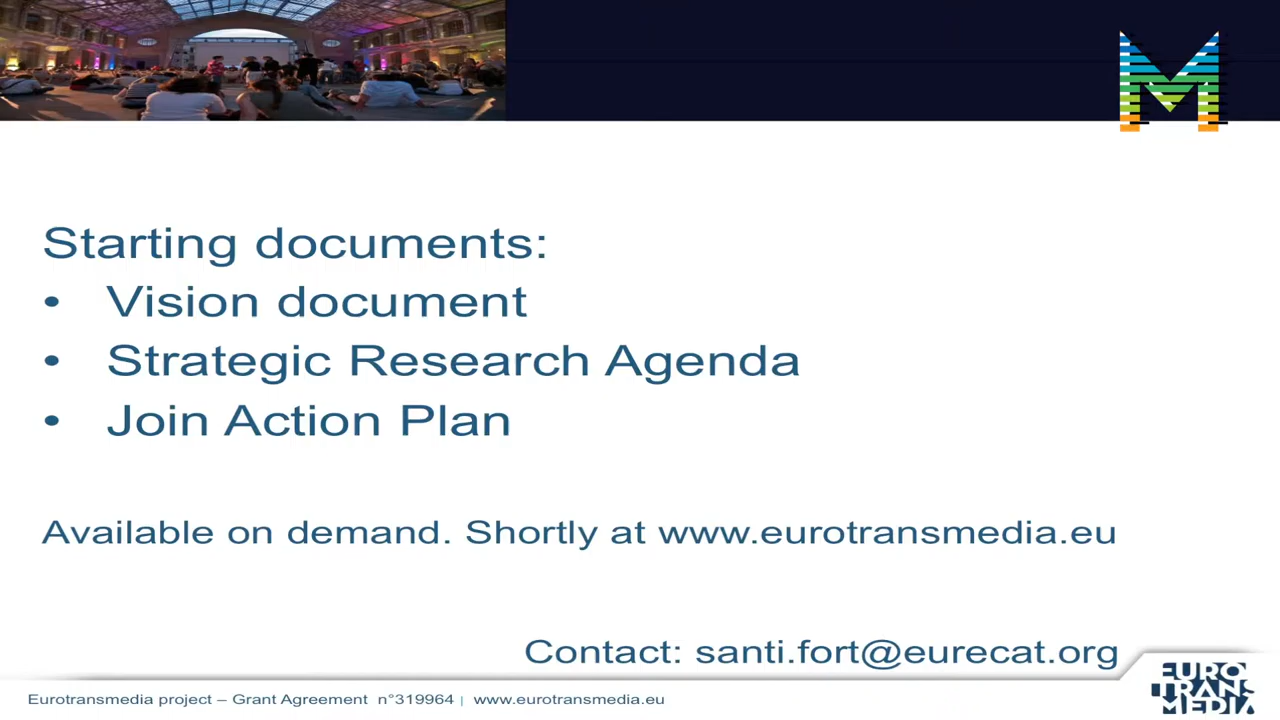 M
Starting documents:
• Vision document
• Strategic Research Agenda
• Join Action Plan
Available on demand. Shortly at www.eurotransmedia.eu
Contact: santi.fort@eurecat.org
Eurotransmedia project – Grant Agreement n°319964 | www.eurotransmedia.eu
EURO
TRANS
MEDIA